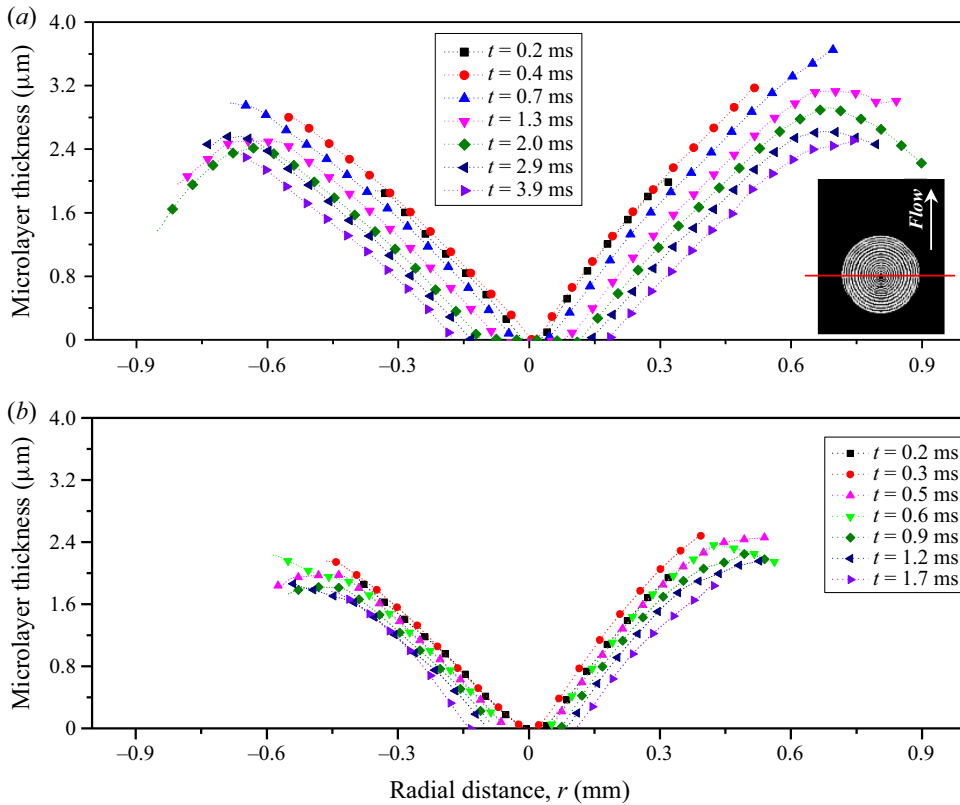 (a)
4.0
3.2
2.4
1.6
0.8
0
Microlayer thickness (μm)
t = 0.2 ms
t = 0.4 ms
t = 0.7 ms
t = 1.3 ms
t = 2.0 ms
t = 2.9 ms
t = 3.9 ms
Flow
–0.9 –0.6 –0.3 0 0.3 0.6 0.9
(b)
4.0
3.2
2.4
1.6
0.8
0
Microlayer thickness (μm)
t = 0.2 ms
t = 0.3 ms
t = 0.5 ms
t = 0.6 ms
t = 0.9 ms
t = 1.2 ms
t = 1.7 ms
–0.9 –0.6 –0.3 0 0.3 0.6 0.9
Radial distance, r (mm)